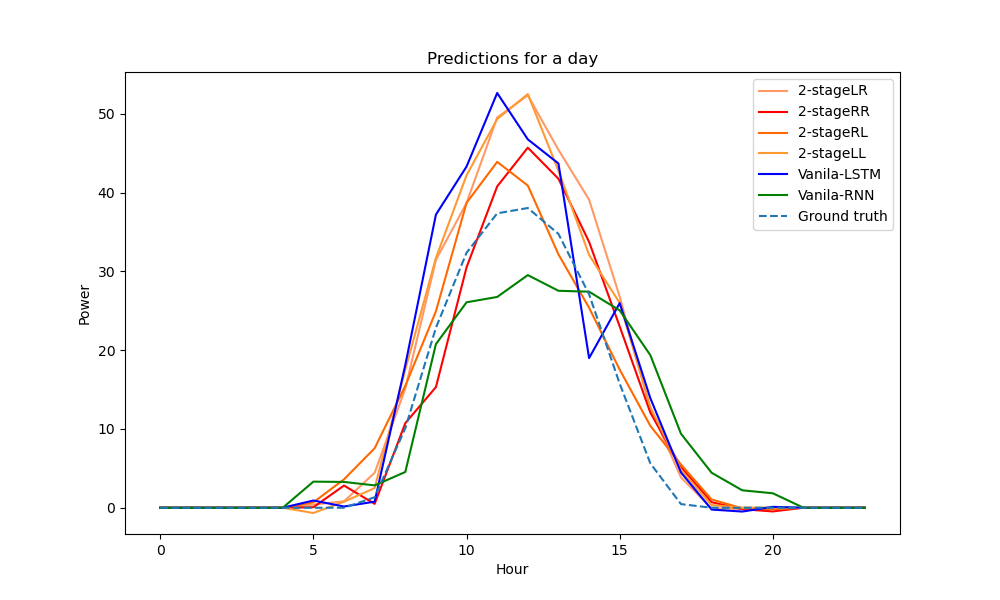 Predictions for a day
2-stageLR
2-stageRR
2-stageRL
2-stageLL
Vanila-LSTM
Vanila-RNN
Ground truth
50
40
30
20
10
0
Power
0 5 10 15 20
Hour